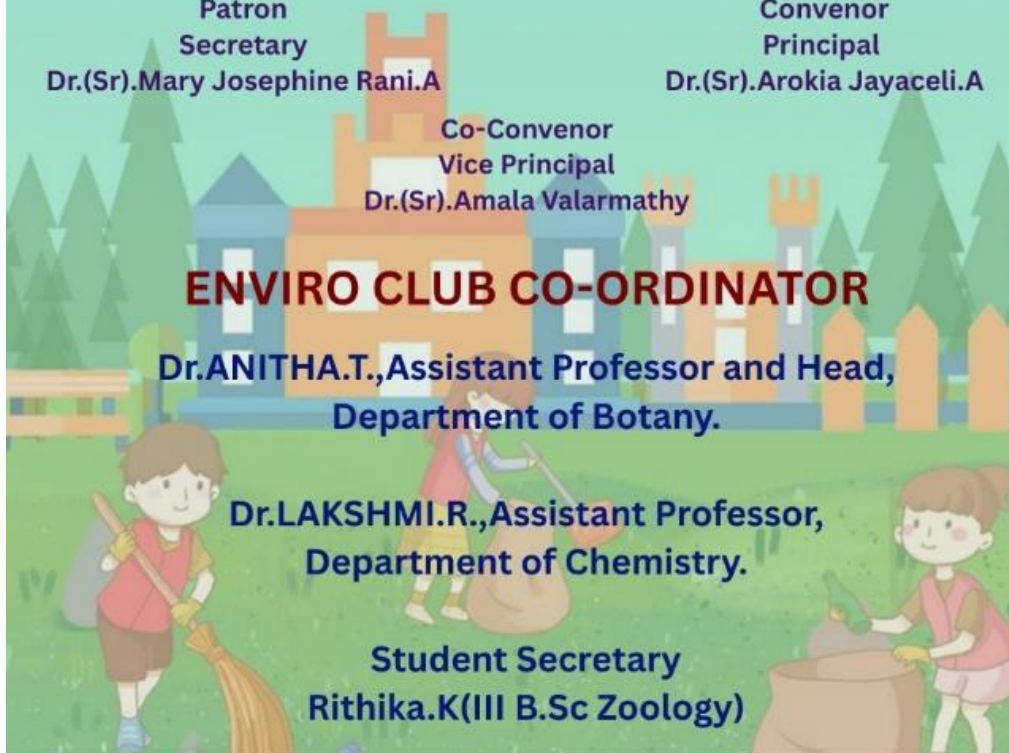 Patron
Secretary
Dr.(Sr).Mary Josephine Rani.A
Convenor
Principal
Dr.(Sr).Arokia Jayaceli.A
Co-Convenor
Vice Principal
Dr.(Sr).Amala Valarmathy
ENVIRO CLUB CO-ORDINATOR
Dr.ANITHA.T.,Assistant Professor and Head,
Department of Botany.
Dr.LAKSHMI.R.,Assistant Professor,
Department of Chemistry.
Student Secretary
Rithika.K(III B.Sc Zoology)